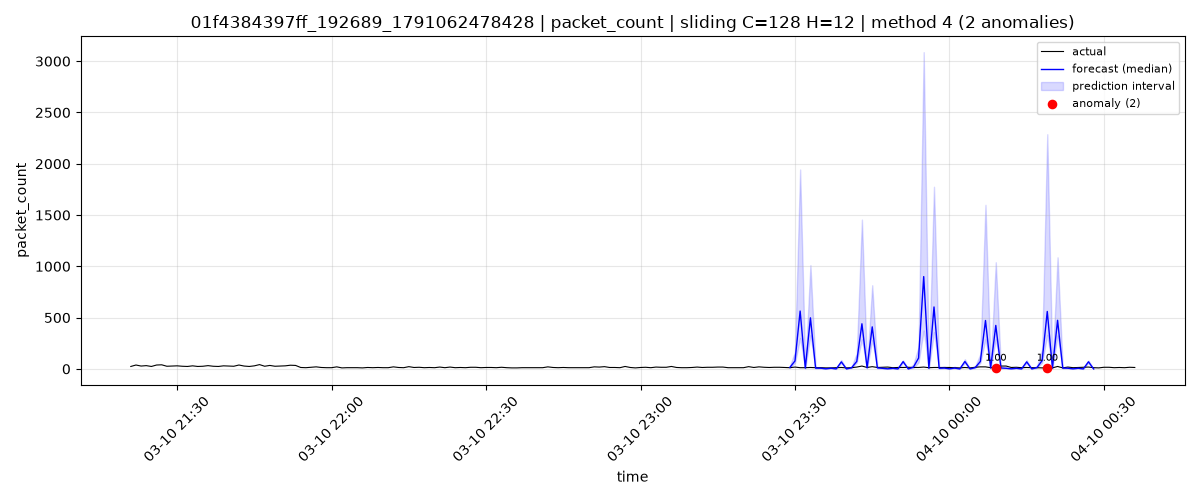 01f4384397ff_192689_1791062478428 | packet_count | sliding C=128 H=12 | method 4 (2 anomalies)
actual
forecast (median)
prediction interval
anomaly (2)
3000
2500
2000
1500
1000
500
0
packet_count
1.00
1.00
03-10 21:30
03-10 22:00
03-10 22:30
03-10 23:00
03-10 23:30
04-10 00:00
04-10 00:30
time